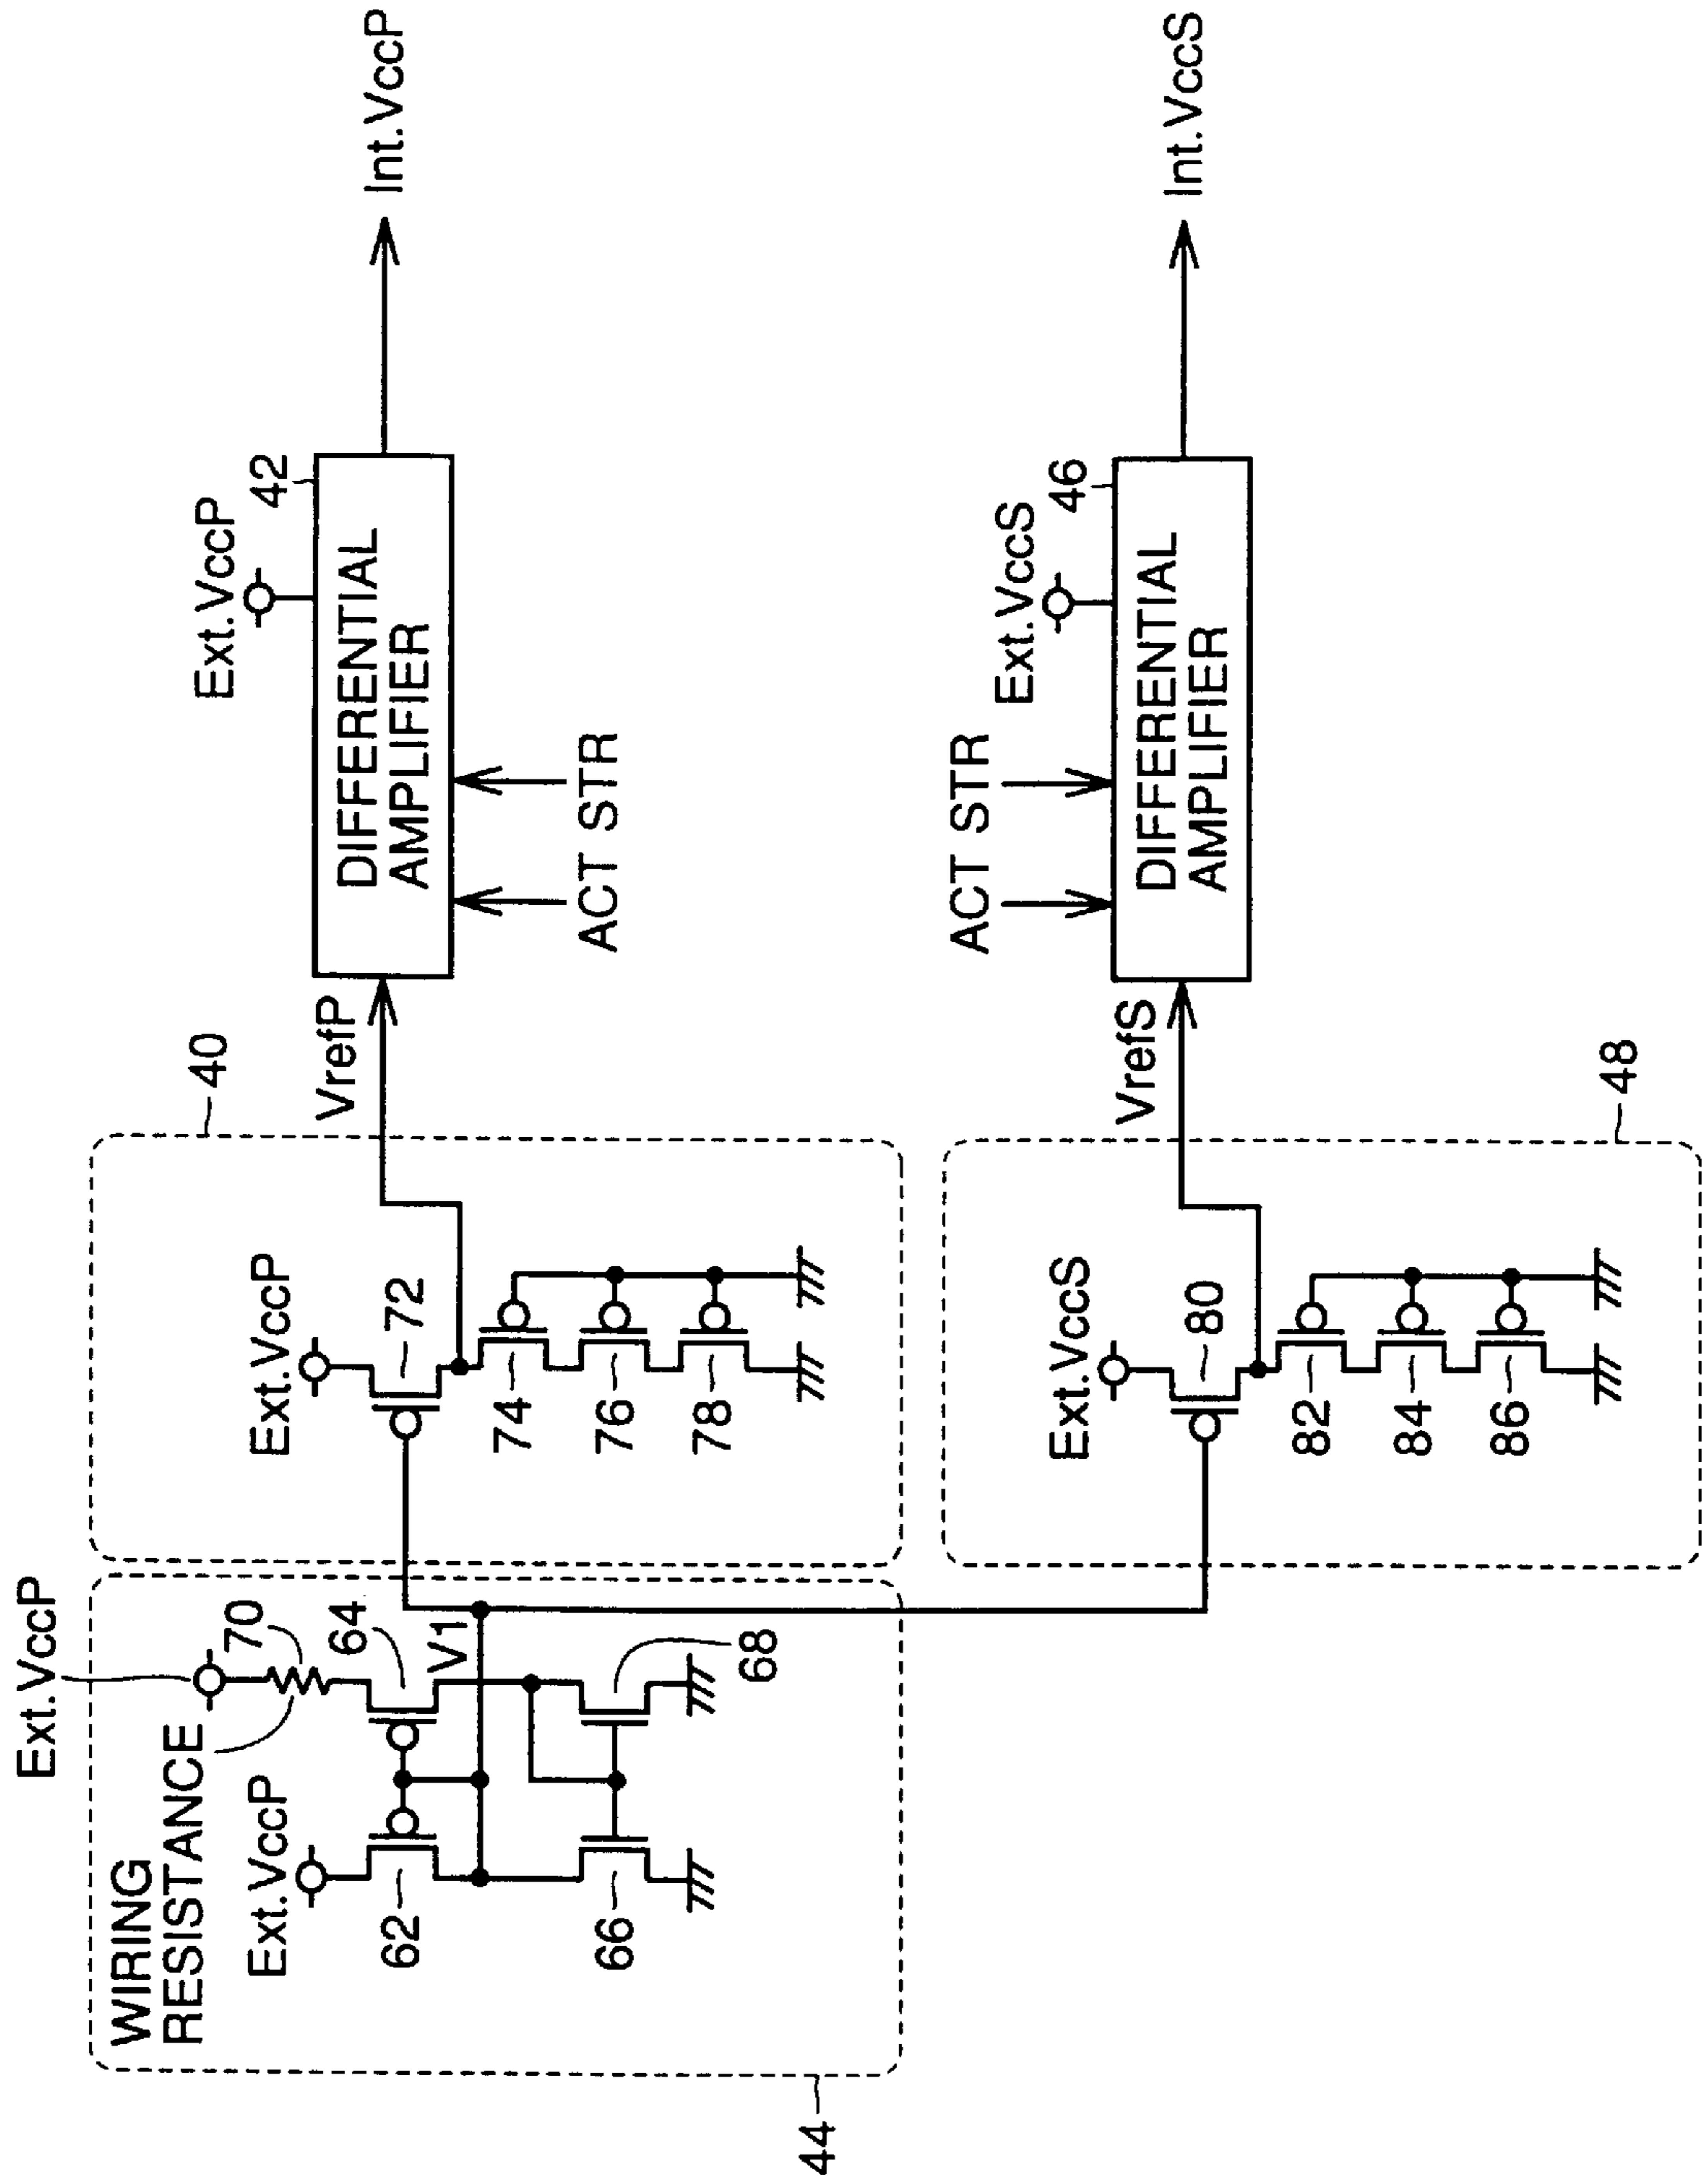 Ext.VccP
WIRING
RESISTANCE
70
Ext.VccP
62
64
V1
66
68
44
40
Ext.VccP
72
74
76
78
VrefP
Ext.VccP
42
DIFFERENTIAL
AMPLIFIER
ACT STR
Int.VccP
48
Ext.VccS
80
82
84
86
VrefS
ACT STR
Ext.VccS
46
DIFFERENTIAL
AMPLIFIER
Int.VccS